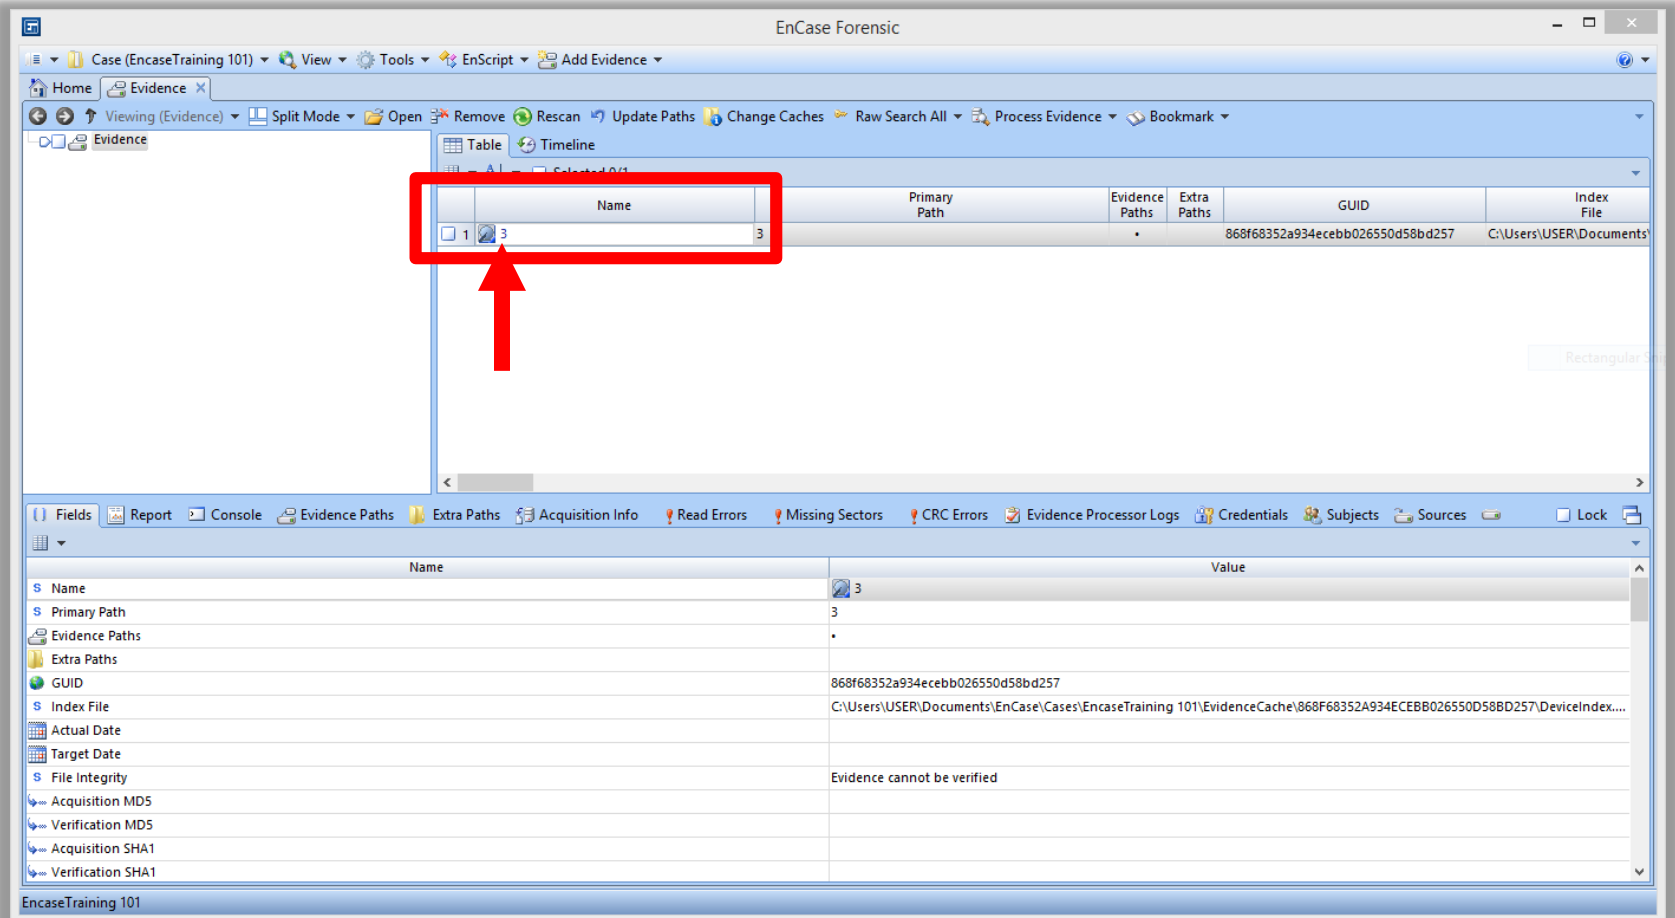 EnCase Forensic
Case (EncaseTraining 101) View Tools EnScript Add Evidence
Home Evidence
Viewing (Evidence) Split Mode Open Remove Rescan Update Paths Change Caches Raw Search All Process Evidence Bookmark
Evidence
Table Timeline
Selected 0/1
Name Primary Path Evidence Paths Extra Paths GUID Index File
1 3 3 • 868f68352a934ecebb026550d58bd257 C:\Users\USER\Documents\
Rectangular Snip
Fields Report Console Evidence Paths Extra Paths Acquisition Info Read Errors Missing Sectors CRC Errors Evidence Processor Logs Credentials Subjects Sources Lock
Name Value
Name 3
Primary Path 3
Evidence Paths •
Extra Paths
GUID 868f68352a934ecebb026550d58bd257
Index File C:\Users\USER\Documents\EnCase\Cases\EncaseTraining 101\EvidenceCache\868F68352A934ECEBB026550D58BD257\DeviceIndex....
Actual Date
Target Date
File Integrity Evidence cannot be verified
Acquisition MD5
Verification MD5
Acquisition SHA1
Verification SHA1
EncaseTraining 101